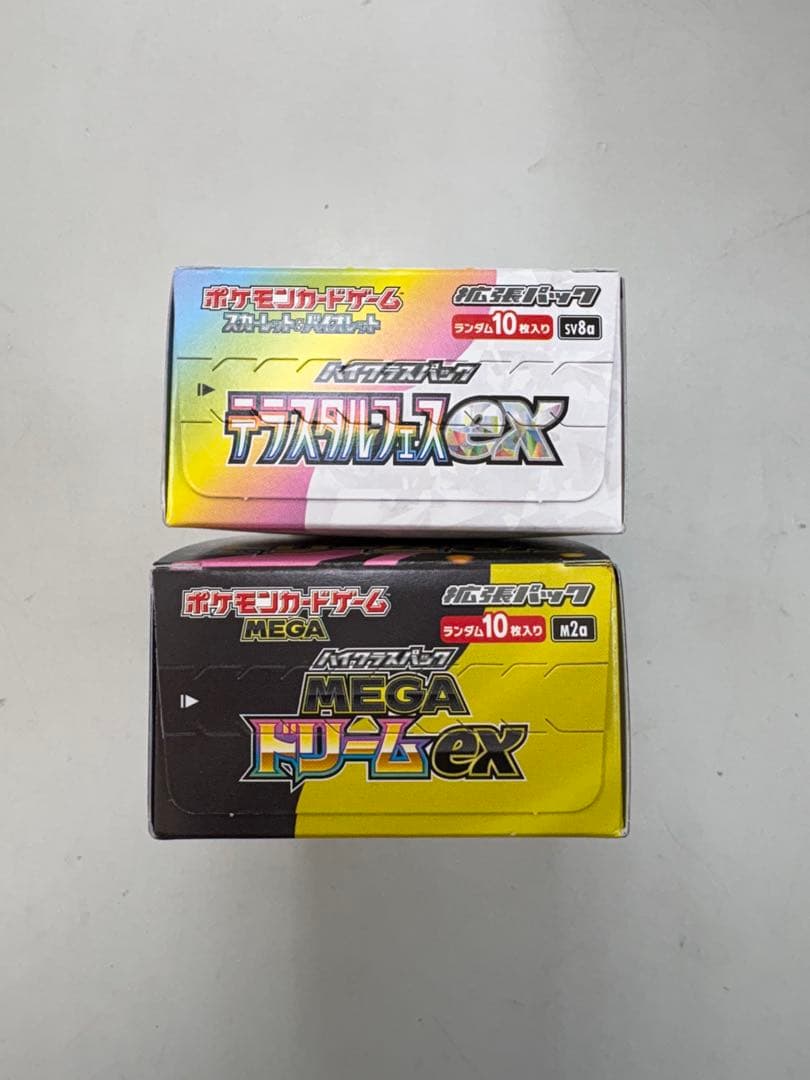 ポケモンカードゲーム
スカーレット&バイオレット
拡張パック
ランダム10枚入り
SV8a
ハイクラスパック
テラスタルフェスex
ポケモンカードゲーム
MEGA
拡張パック
ランダム10枚入り
M2a
ハイクラスパック
MEGA
ドリームex